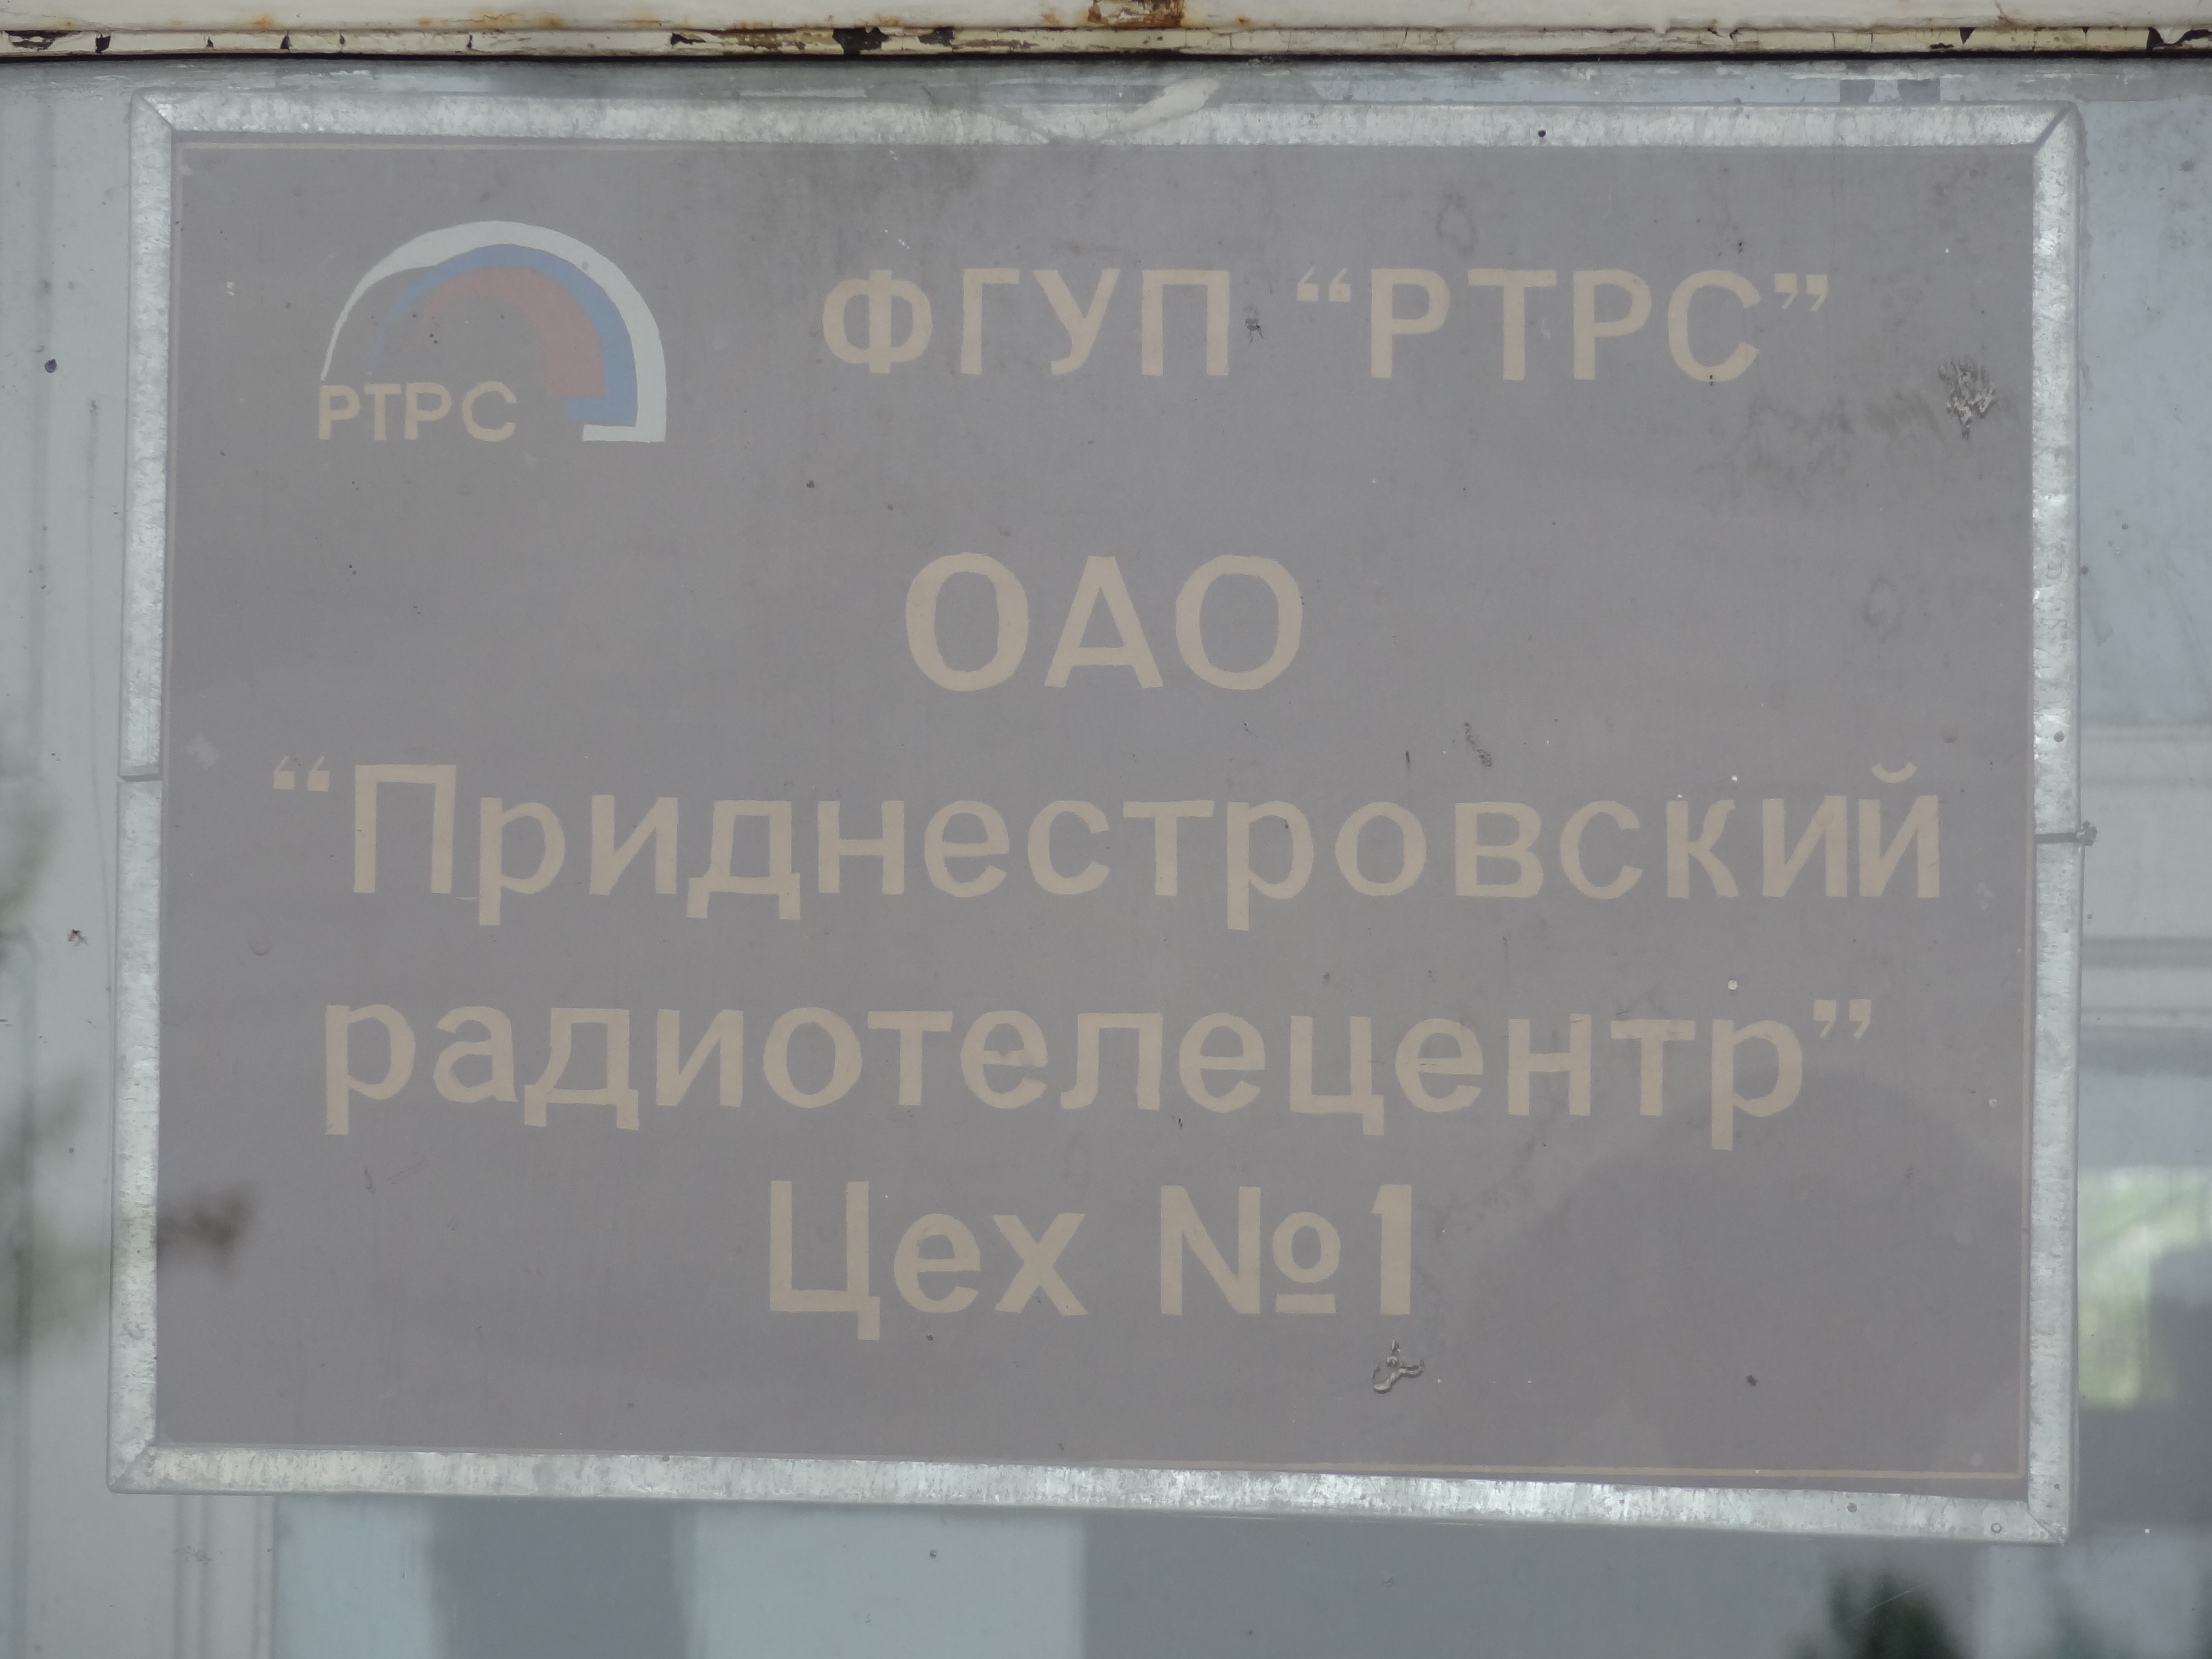 ФГУП “РТРС”
РТРС
ОАО
“Приднестровский
радиотелецентр”
Цех №1